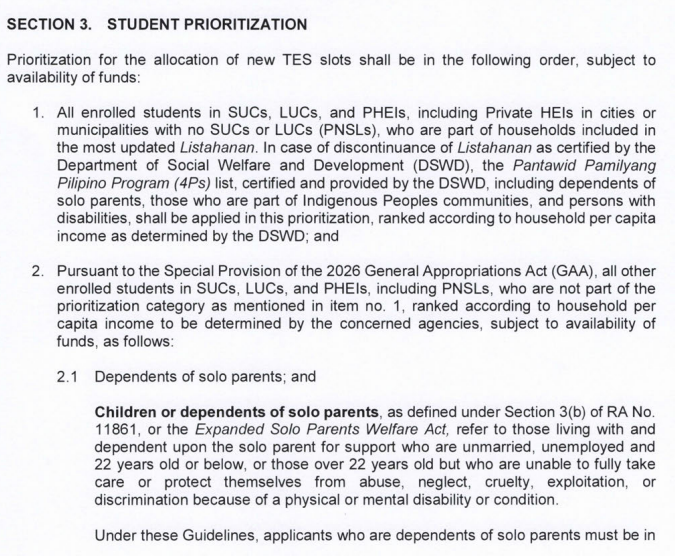 SECTION 3. STUDENT PRIORITIZATION
Prioritization for the allocation of new TES slots shall be in the following order, subject to
availability of funds:
1. All enrolled students in SUCs, LUCs, and PHEIs, including Private HEIs in cities or
municipalities with no SUCs or LUCs (PNSLs), who are part of households included in
the most updated Listahanan. In case of discontinuance of Listahanan as certified by the
Department of Social Welfare and Development (DSWD), the Pantawid Pamilyang
Pilipino Program (4Ps) list, certified and provided by the DSWD, including dependents of
solo parents, those who are part of Indigenous Peoples communities, and persons with
disabilities, shall be applied in this prioritization, ranked according to household per capita
income as determined by the DSWD; and
2. Pursuant to the Special Provision of the 2026 General Appropriations Act (GAA), all other
enrolled students in SUCs, LUCs, and PHEIs, including PNSLs, who are not part of the
prioritization category as mentioned in item no. 1, ranked according to household per
capita income to be determined by the concerned agencies, subject to availability of
funds, as follows:
2.1 Dependents of solo parents; and
Children or dependents of solo parents, as defined under Section 3(b) of RA No.
11861, or the Expanded Solo Parents Welfare Act, refer to those living with and
dependent upon the solo parent for support who are unmarried, unemployed and
22 years old or below, or those over 22 years old but who are unable to fully take
care or protect themselves from abuse, neglect, cruelty, exploitation, or
discrimination because of a physical or mental disability or condition.
Under these Guidelines, applicants who are dependents of solo parents must be in